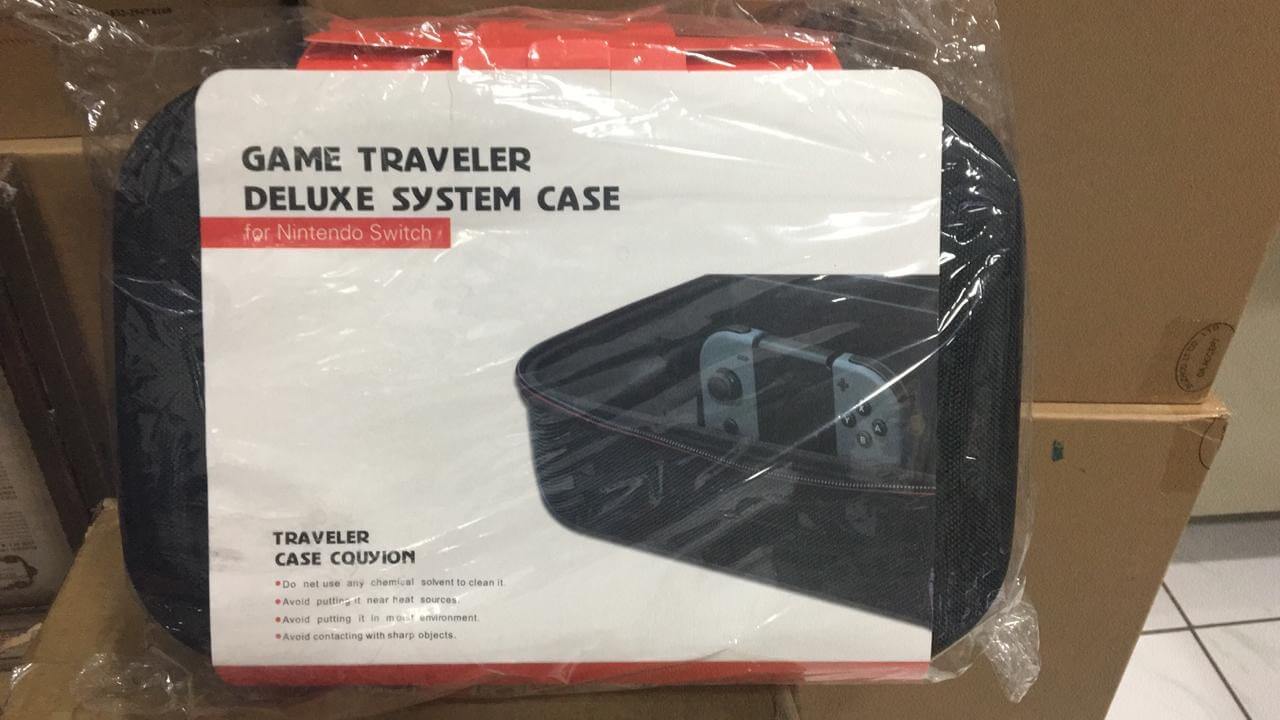 GAME TRAVELER
DELUXE SYSTEM CASE
for Nintendo Switch
TRAVELER
CASE COUYION
Do net use any chemical solvent to clean it.
Avoid putting it near heat sources.
Avoid putting it in moist environment.
Avoid contacting with sharp objects.